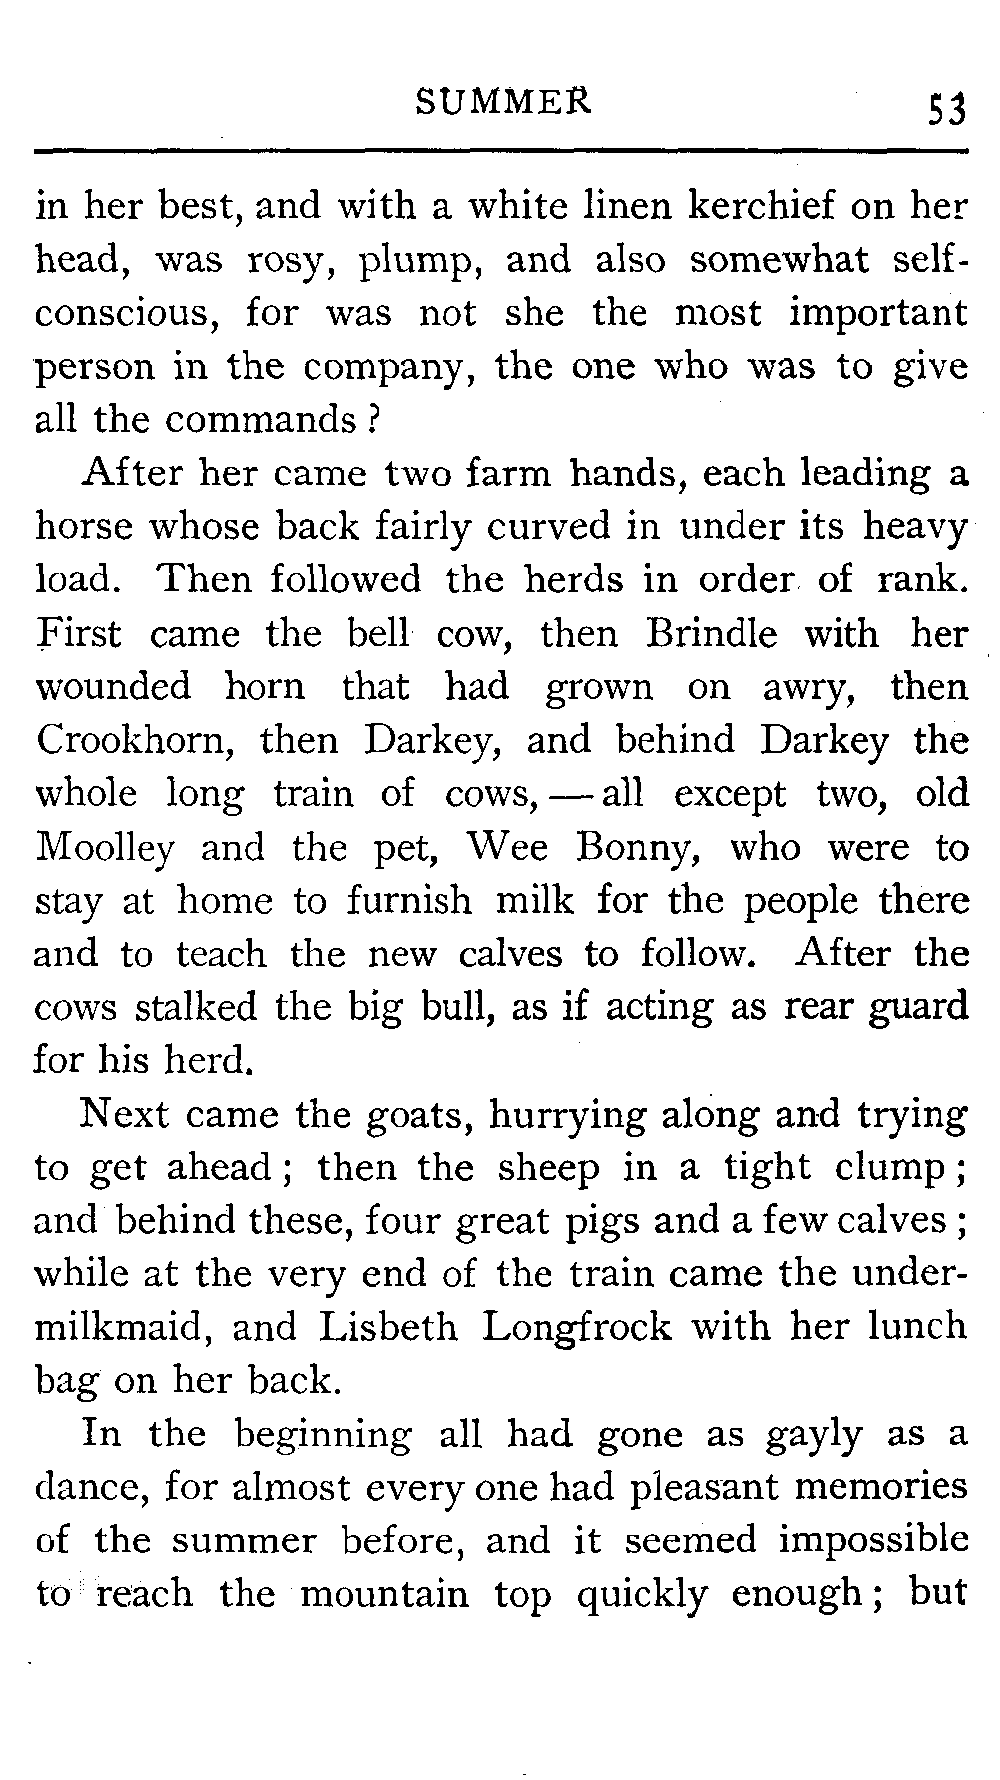 SUMMER 53
in her best, and with a white linen kerchief on her
head, was rosy, plump, and also somewhat self-
conscious, for was not she the most important
person in the company, the one who was to give
all the commands ?
After her came two farm hands, each leading a
horse whose back fairly curved in under its heavy
load. Then followed the herds in order of rank.
First came the bell cow, then Brindle with her
wounded horn that had grown on awry, then
Crookhorn, then Darkey, and behind Darkey the
whole long train of cows, — all except two, old
Moolley and the pet, Wee Bonny, who were to
stay at home to furnish milk for the people there
and to teach the new calves to follow. After the
cows stalked the big bull, as if acting as rear guard
for his herd.
Next came the goats, hurrying along and trying
to get ahead ; then the sheep in a tight clump ;
and behind these, four great pigs and a few calves ;
while at the very end of the train came the under-
milkmaid, and Lisbeth Longfrock with her lunch
bag on her back.
In the beginning all had gone as gayly as a
dance, for almost every one had pleasant memories
of the summer before, and it seemed impossible
to reach the mountain top quickly enough ; but